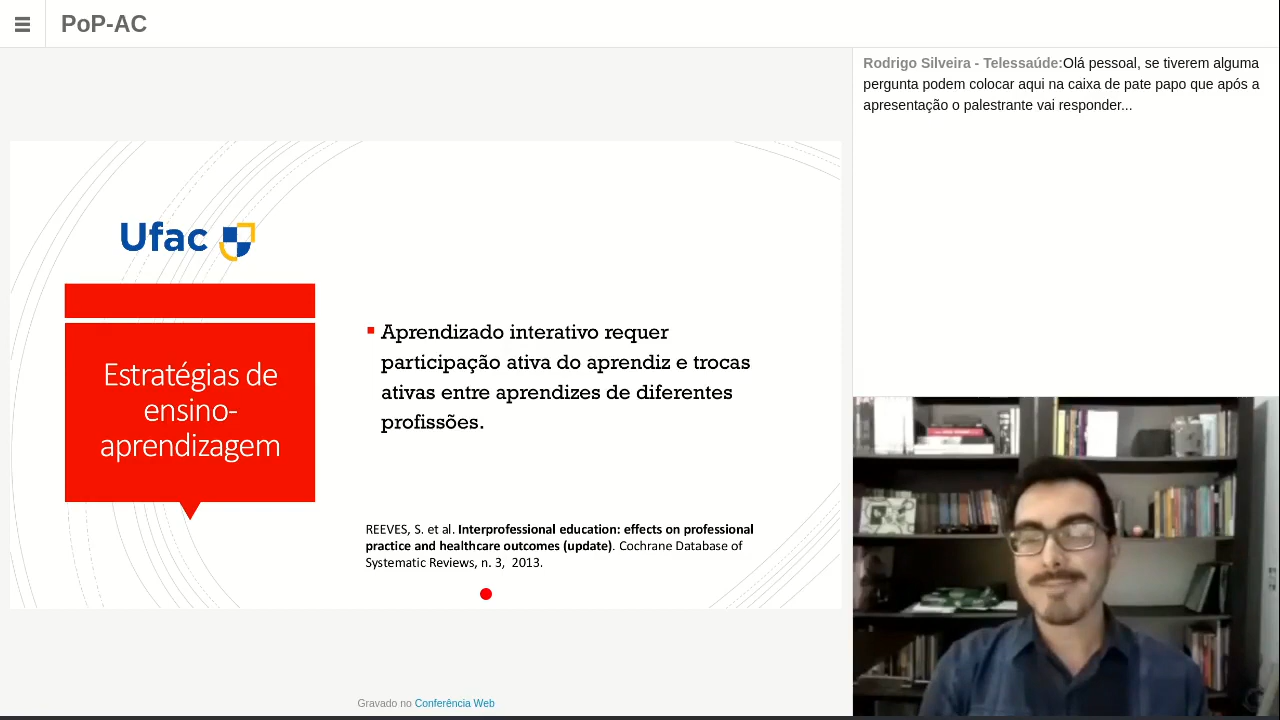 PoP-AC
Rodrigo Silveira - Telessaúde:Olá pessoal, se tiverem alguma
pergunta podem colocar aqui na caixa de pate papo que após a
apresentação o palestrante vai responder...
Ufac
Estratégias de
ensino-
aprendizagem
Aprendizado interativo requer
participação ativa do aprendiz e trocas
ativas entre aprendizes de diferentes
profissões.
REEVES, S. et al. Interprofessional education: effects on professional
practice and healthcare outcomes (update). Cochrane Database of
Systematic Reviews, n. 3, 2013.
Gravado no Conferência Web